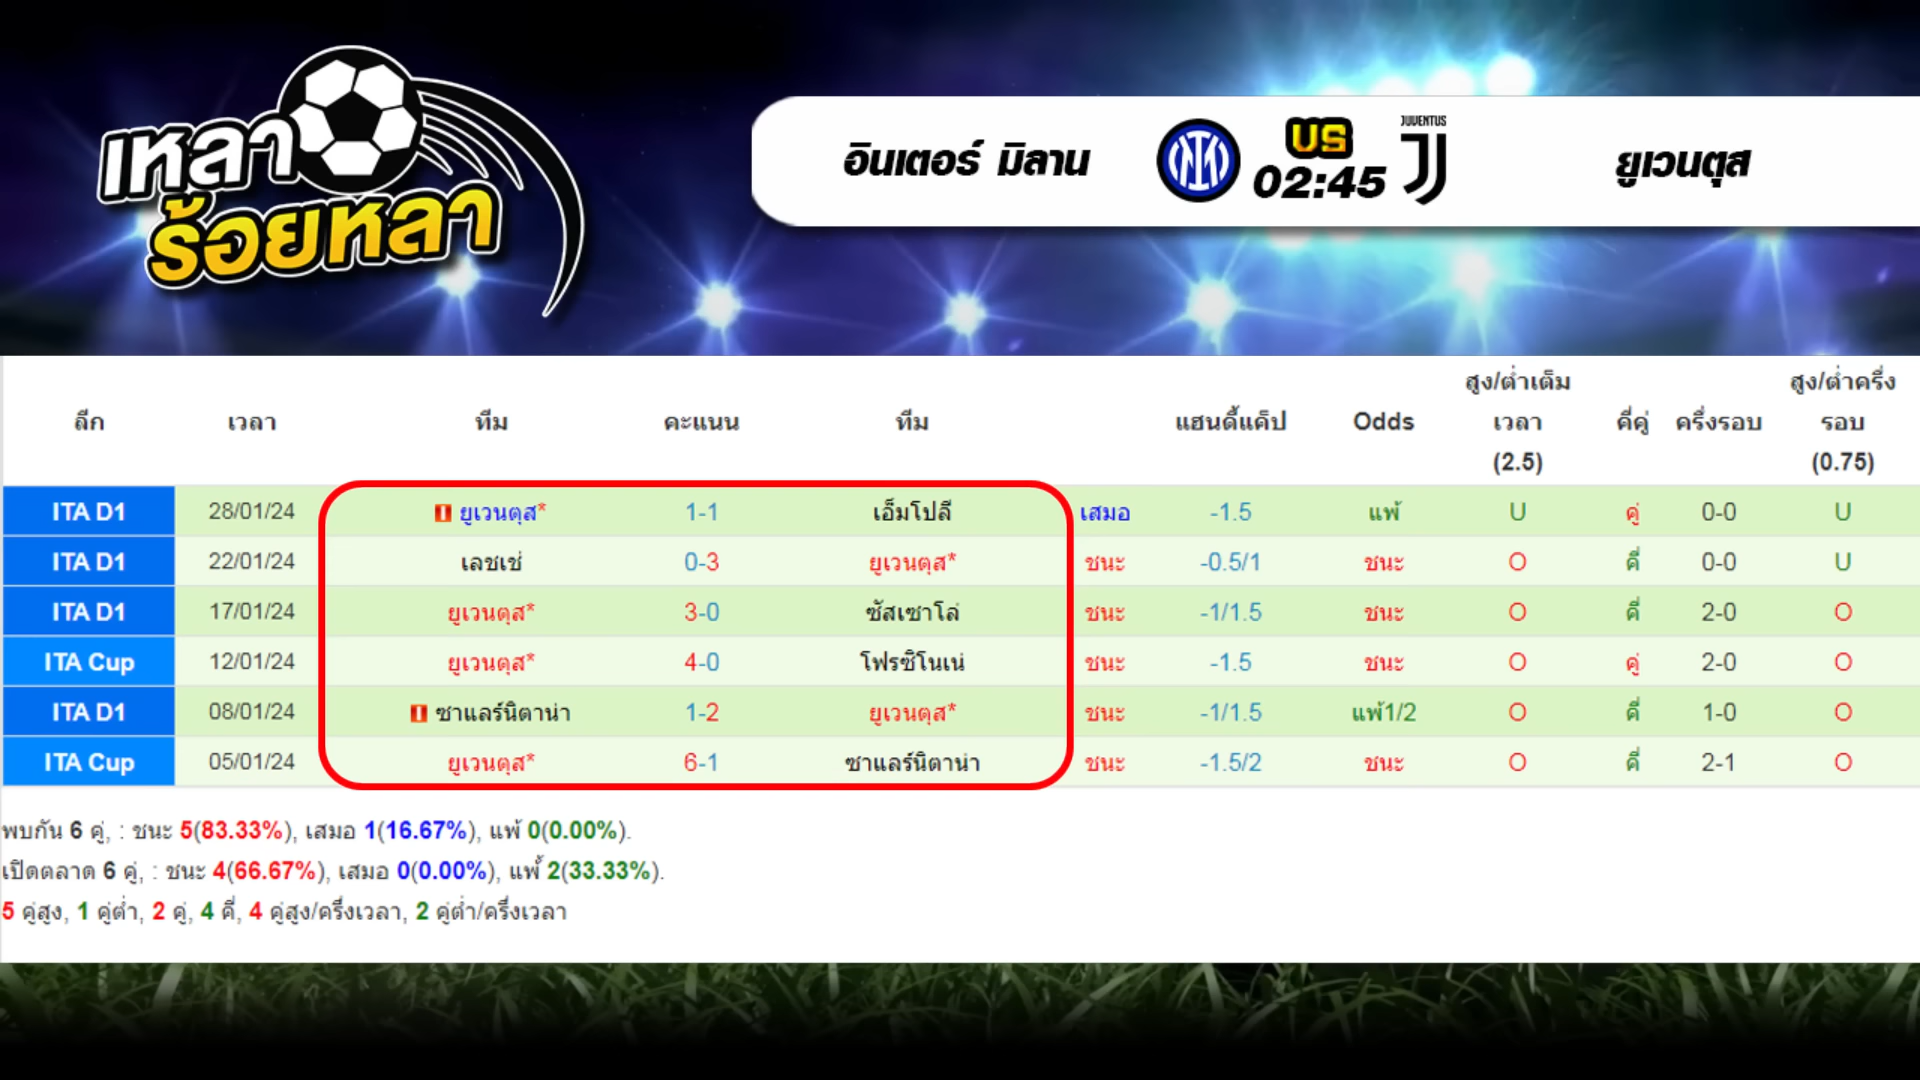 เหลา
ร้อยหลา
อินเตอร์ มิลาน
US
02:45
JUVENTUS
ยูเวนตุส
ลีก เวลา ทีม คะแนน ทีม แฮนดี้แค็ป Odds สูง/ต่ำเต็มเวลา (2.5) คี่คู่ ครึ่งรอบ สูง/ต่ำครึ่งรอบ (0.75)
ITA D1 28/01/24 ยูเวนตุส* 1-1 เอ็มโปลี เสมอ -1.5 แพ้ U คู่ 0-0 U
ITA D1 22/01/24 เลชเช่ 0-3 ยูเวนตุส* ชนะ -0.5/1 ชนะ O คี่ 0-0 U
ITA D1 17/01/24 ยูเวนตุส* 3-0 ซัสเซาโล่ ชนะ -1/1.5 ชนะ O คี่ 2-0 O
ITA Cup 12/01/24 ยูเวนตุส* 4-0 โฟรซิโนเน่ ชนะ -1.5 ชนะ O คู่ 2-0 O
ITA D1 08/01/24 ซาแลร์นิตาน่า 1-2 ยูเวนตุส* ชนะ -1/1.5 แพ้1/2 O คี่ 1-0 O
ITA Cup 05/01/24 ยูเวนตุส* 6-1 ซาแลร์นิตาน่า ชนะ -1.5/2 ชนะ O คี่ 2-1 O
พบกัน 6 คู่, : ชนะ 5(83.33%), เสมอ 1(16.67%), แพ้ 0(0.00%).
เปิดตลาด 6 คู่, : ชนะ 4(66.67%), เสมอ 0(0.00%), แพ้ 2(33.33%).
5 คู่สูง, 1 คู่ต่ำ, 2 คู่, 4 คี่, 4 คู่สูง/ครึ่งเวลา, 2 คู่ต่ำ/ครึ่งเวลา